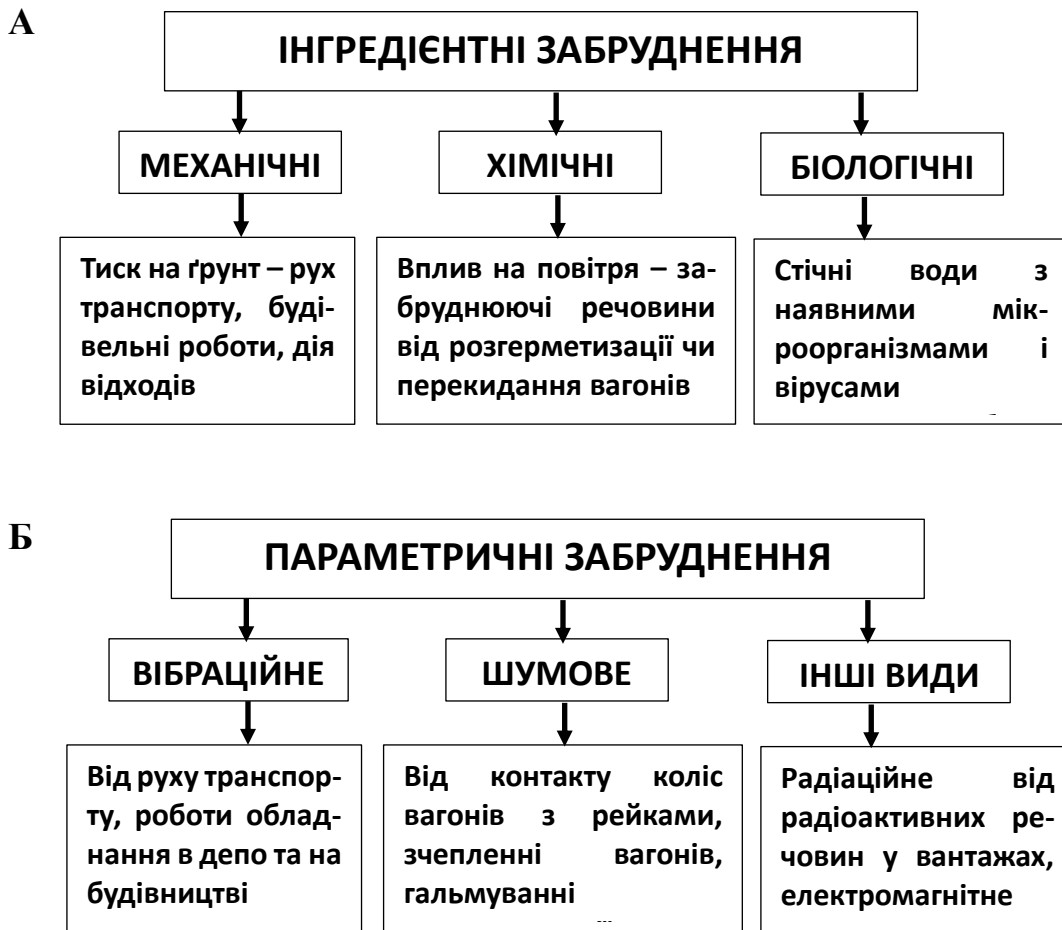 А
ІНГРЕДІЄНТНІ ЗАБРУДНЕННЯ
МЕХАНІЧНІ
ХІМІЧНІ
БІОЛОГІЧНІ
Тиск на ґрунт – рух
транспорту, буді-
вельні роботи, дія
відходів
Вплив на повітря – за-
бруднюючі речовини
від розгерметизації чи
перекидання вагонів
Стічні води з
наявними мік-
роорганізмами і
вірусами
Б
ПАРАМЕТРИЧНІ ЗАБРУДНЕННЯ
ВІБРАЦІЙНЕ
ШУМОВЕ
ІНШІ ВИДИ
Від руху транспор-
ту, роботи облад-
нання в депо та на
будівництві
Від контакту коліс
вагонів з рейками,
зчепленні вагонів,
гальмуванні
Радіаційне від
радіоактивних ре-
човин у вантажах,
електромагнітне